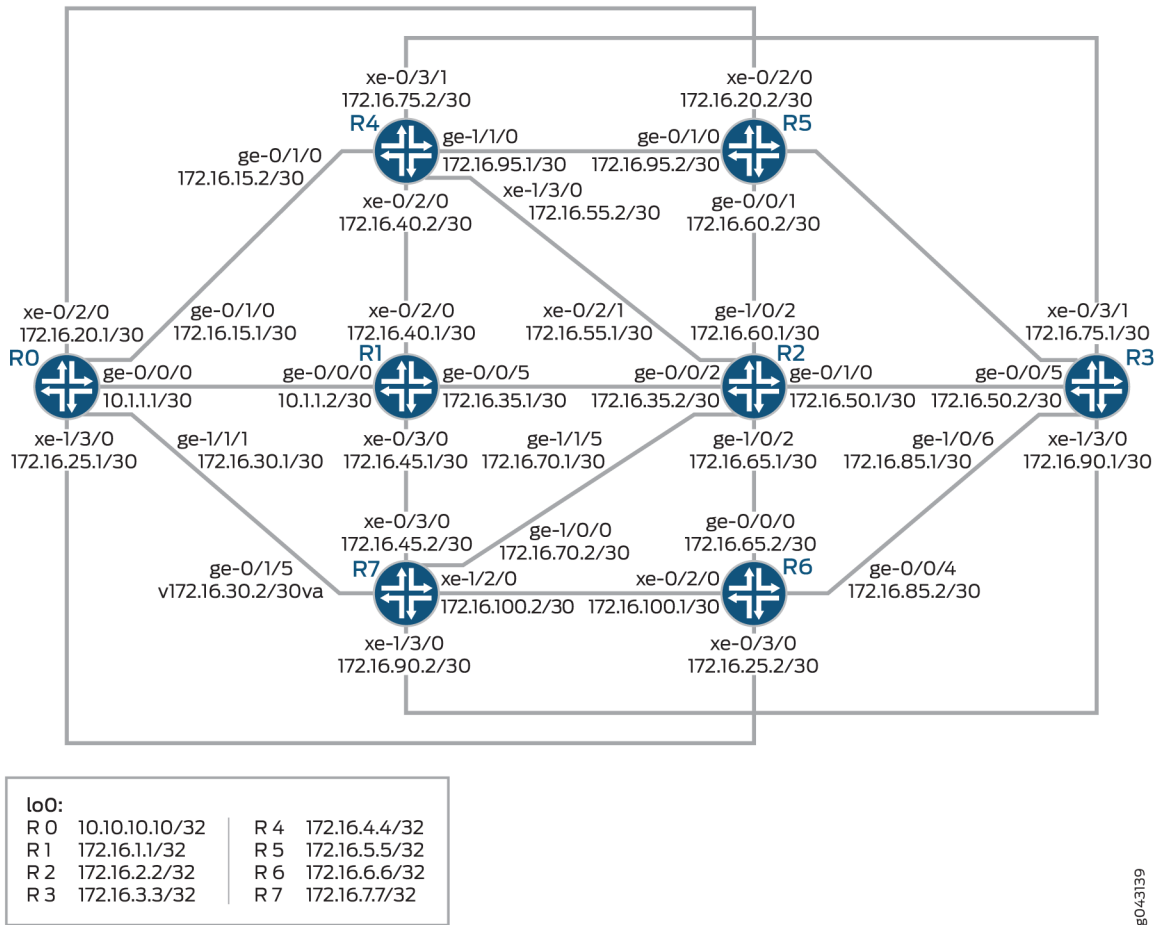 xe-0/3/1
172.16.75.2/30
xe-0/2/0
172.16.20.2/30
R4
R5
ge-0/1/0
172.16.15.2/30
ge-1/1/0
172.16.95.1/30
ge-0/1/0
172.16.95.2/30
xe-0/2/0
172.16.40.2/30
xe-1/3/0
172.16.55.2/30
ge-0/0/1
172.16.60.2/30
xe-0/2/0
172.16.20.1/30
ge-0/1/0
172.16.15.1/30
xe-0/2/0
172.16.40.1/30
xe-0/2/1
172.16.55.1/30
ge-1/0/2
172.16.60.1/30
xe-0/3/1
172.16.75.1/30
R0
R1
R2
R3
ge-0/0/0
10.1.1.1/30
ge-0/0/0
10.1.1.2/30
ge-0/0/5
172.16.35.1/30
ge-0/0/2
172.16.35.2/30
ge-0/1/0
172.16.50.1/30
ge-0/0/5
172.16.50.2/30
xe-1/3/0
172.16.25.1/30
ge-1/1/1
172.16.30.1/30
xe-0/3/0
172.16.45.1/30
ge-1/1/5
172.16.70.1/30
ge-1/0/2
172.16.65.1/30
ge-1/0/6
172.16.85.1/30
xe-1/3/0
172.16.90.1/30
xe-0/3/0
172.16.45.2/30
ge-1/0/0
172.16.70.2/30
ge-0/0/0
172.16.65.2/30
R7
R6
ge-0/1/5
v172.16.30.2/30va
xe-1/2/0
172.16.100.2/30
xe-0/2/0
172.16.100.1/30
ge-0/0/4
172.16.85.2/30
xe-1/3/0
172.16.90.2/30
xe-0/3/0
172.16.25.2/30
lo0:
R 0 10.10.10.10/32
R 1 172.16.1.1/32
R 2 172.16.2.2/32
R 3 172.16.3.3/32
R 4 172.16.4.4/32
R 5 172.16.5.5/32
R 6 172.16.6.6/32
R 7 172.16.7.7/32
g043139